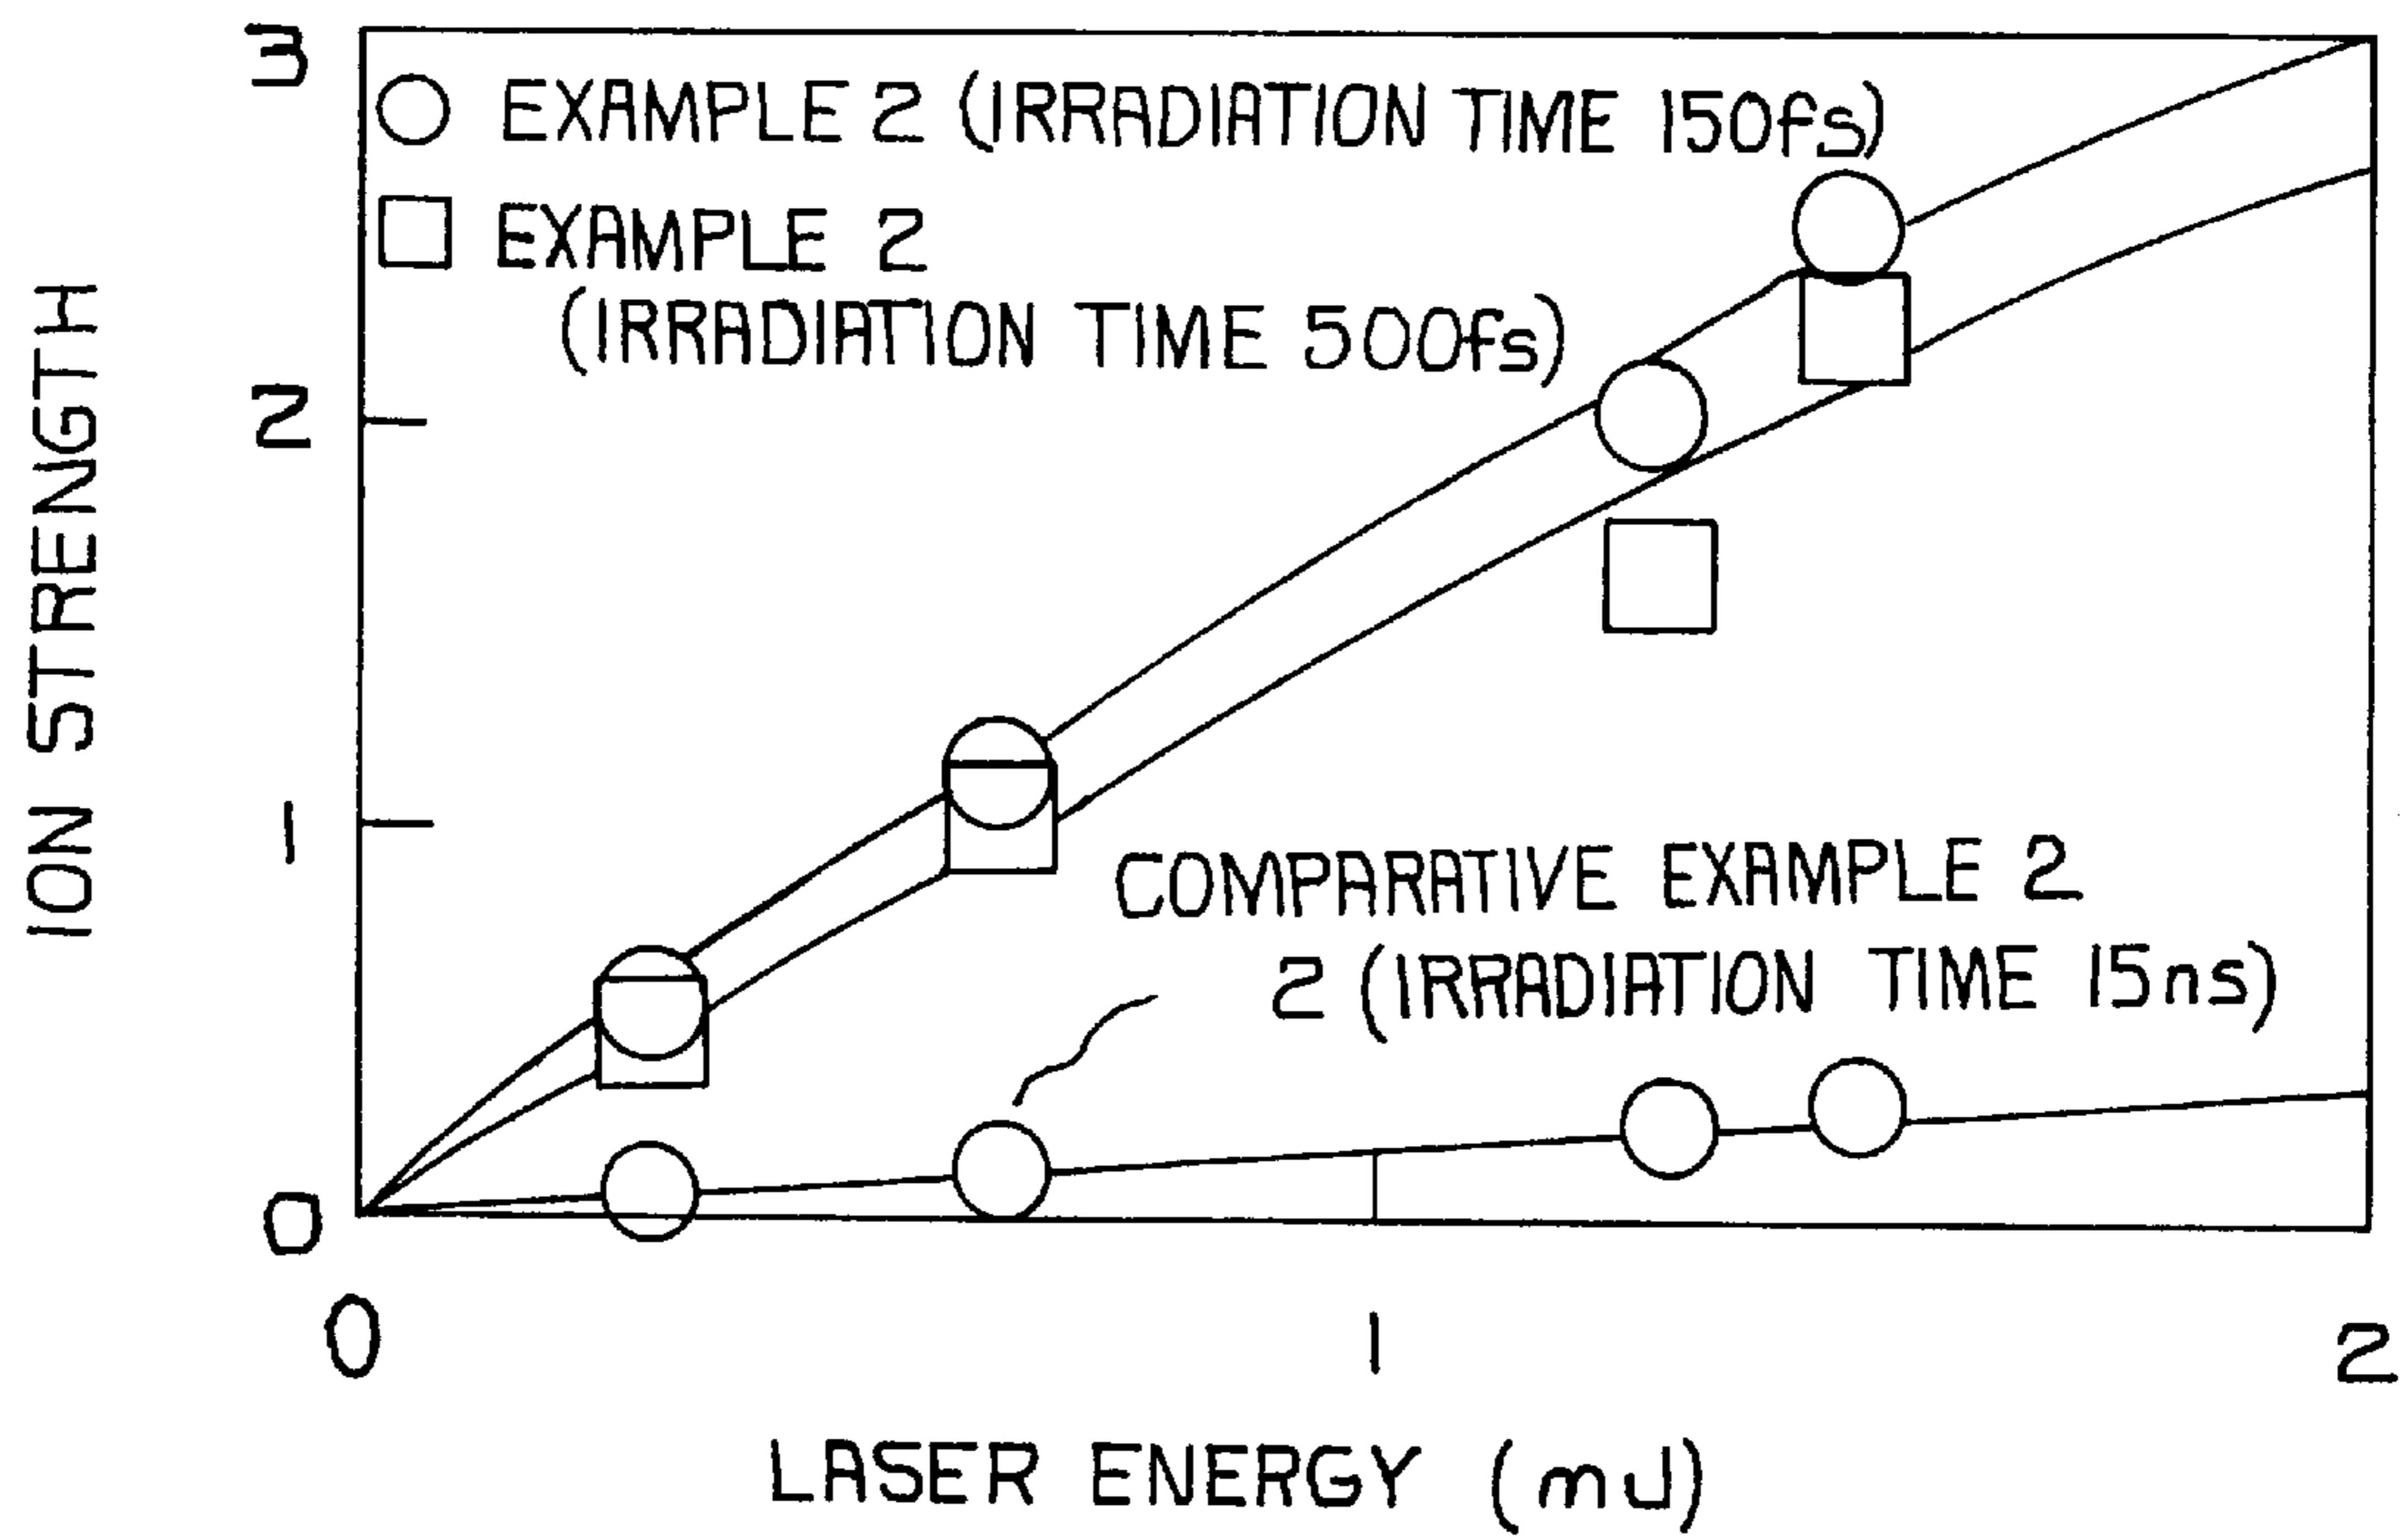 3
EXAMPLE 2 (IRRADIATION TIME 150fs)
EXAMPLE 2
(IRRADIATION TIME 500fs)
2
ION STRENGTH
1
COMPARATIVE EXAMPLE 2
2 (IRRADIATION TIME 15ns)
0
0
1
2
LASER ENERGY (mJ)